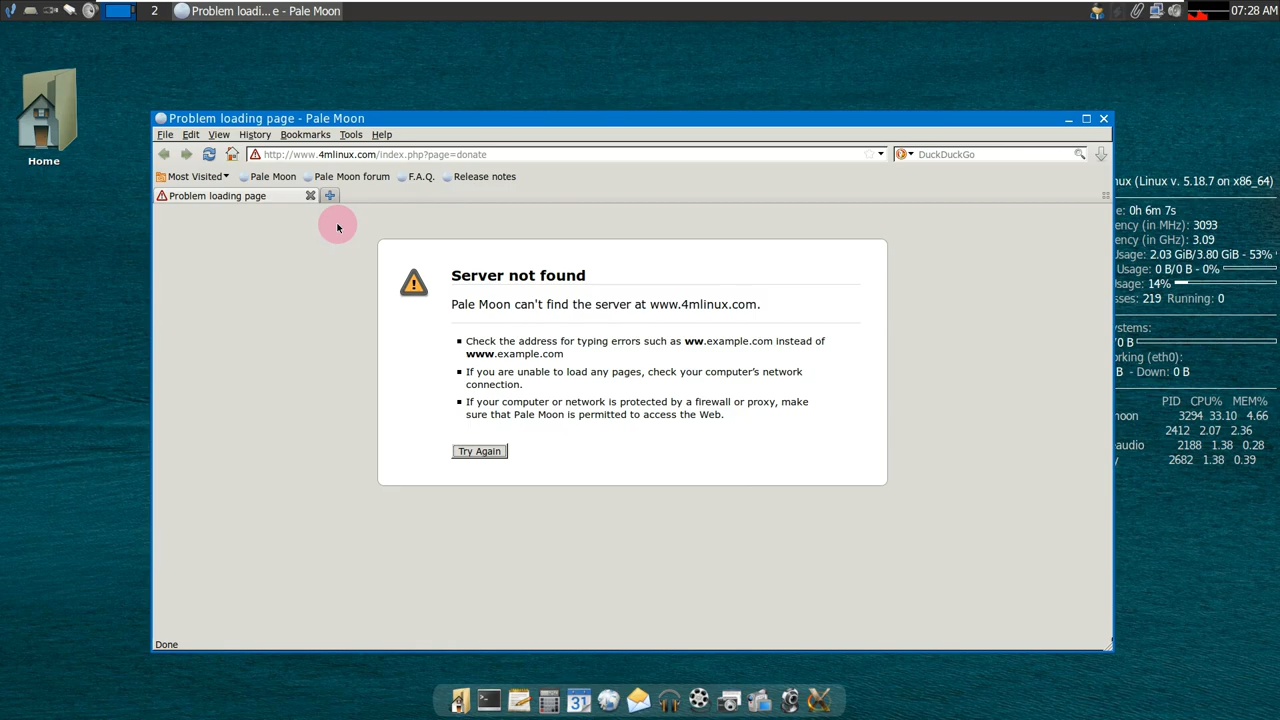 2 Problem loadi...e - Pale Moon 07:28 AM
Home
Problem loading page - Pale Moon
File Edit View History Bookmarks Tools Help
http://www.4mlinux.com/index.php?page=donate DuckDuckGo
Most Visited Pale Moon Pale Moon forum F.A.Q. Release notes
Problem loading page
Server not found
Pale Moon can't find the server at www.4mlinux.com.
Check the address for typing errors such as ww.example.com instead of
www.example.com
If you are unable to load any pages, check your computer's network
connection.
If your computer or network is protected by a firewall or proxy, make
sure that Pale Moon is permitted to access the Web.
Try Again
Done
nux (Linux v. 5.18.7 on x86_64)
e: 0h 6m 7s
ency (in MHz): 3093
ency (in GHz): 3.09
Usage: 2.03 GiB/3.80 GiB - 53%
Usage: 0 B/0 B - 0%
Usage: 14%
sses: 219 Running: 0
ystems:
/0 B
orking (eth0):
B - Down: 0 B
PID CPU% MEM%
moon 3294 33.10 4.66
2412 2.07 2.36
audio 2188 1.38 0.28
y 2682 1.38 0.39
31